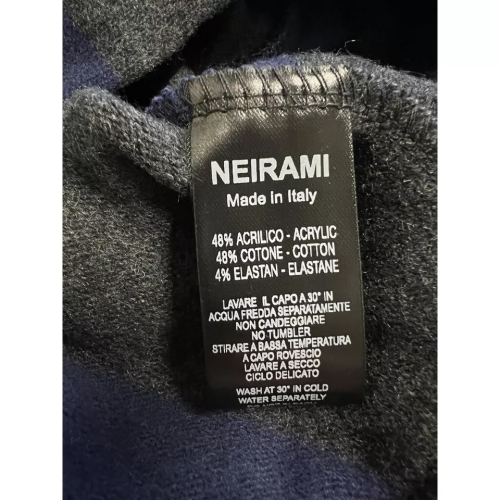 NEIRAMI
Made in Italy
48% ACRILICO - ACRYLIC
48% COTONE - COTTON
4% ELASTAN - ELASTANE
LAVARE IL CAPO A 30° IN
ACQUA FREDDA SEPARATAMENTE
NON CANDEGGIARE
NO TUMBLER
STIRARE A BASSA TEMPERATURA
A CAPO ROVESCIO
LAVARE A SECCO
CICLO DELICATO
WASH AT 30° IN COLD
WATER SEPARATELY